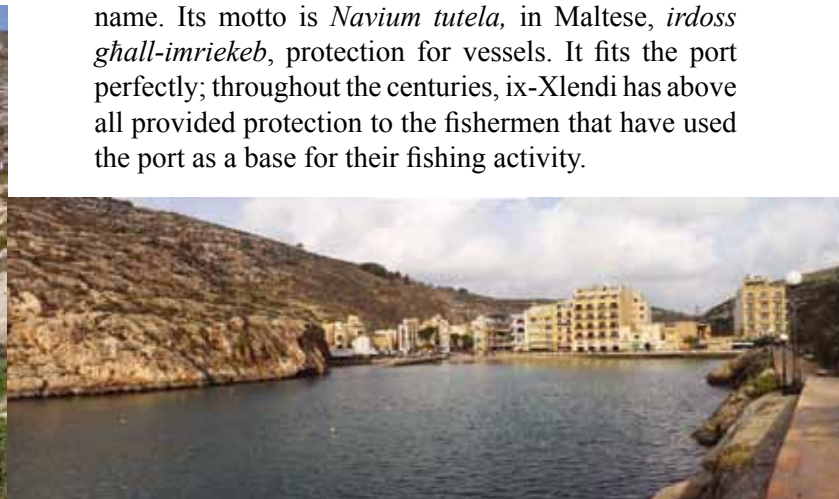 name. Its motto is Navium tutela, in Maltese, irdoss
għall-imriekeb, protection for vessels. It fits the port
perfectly; throughout the centuries, ix-Xlendi has above
all provided protection to the fishermen that have used
the port as a base for their fishing activity.